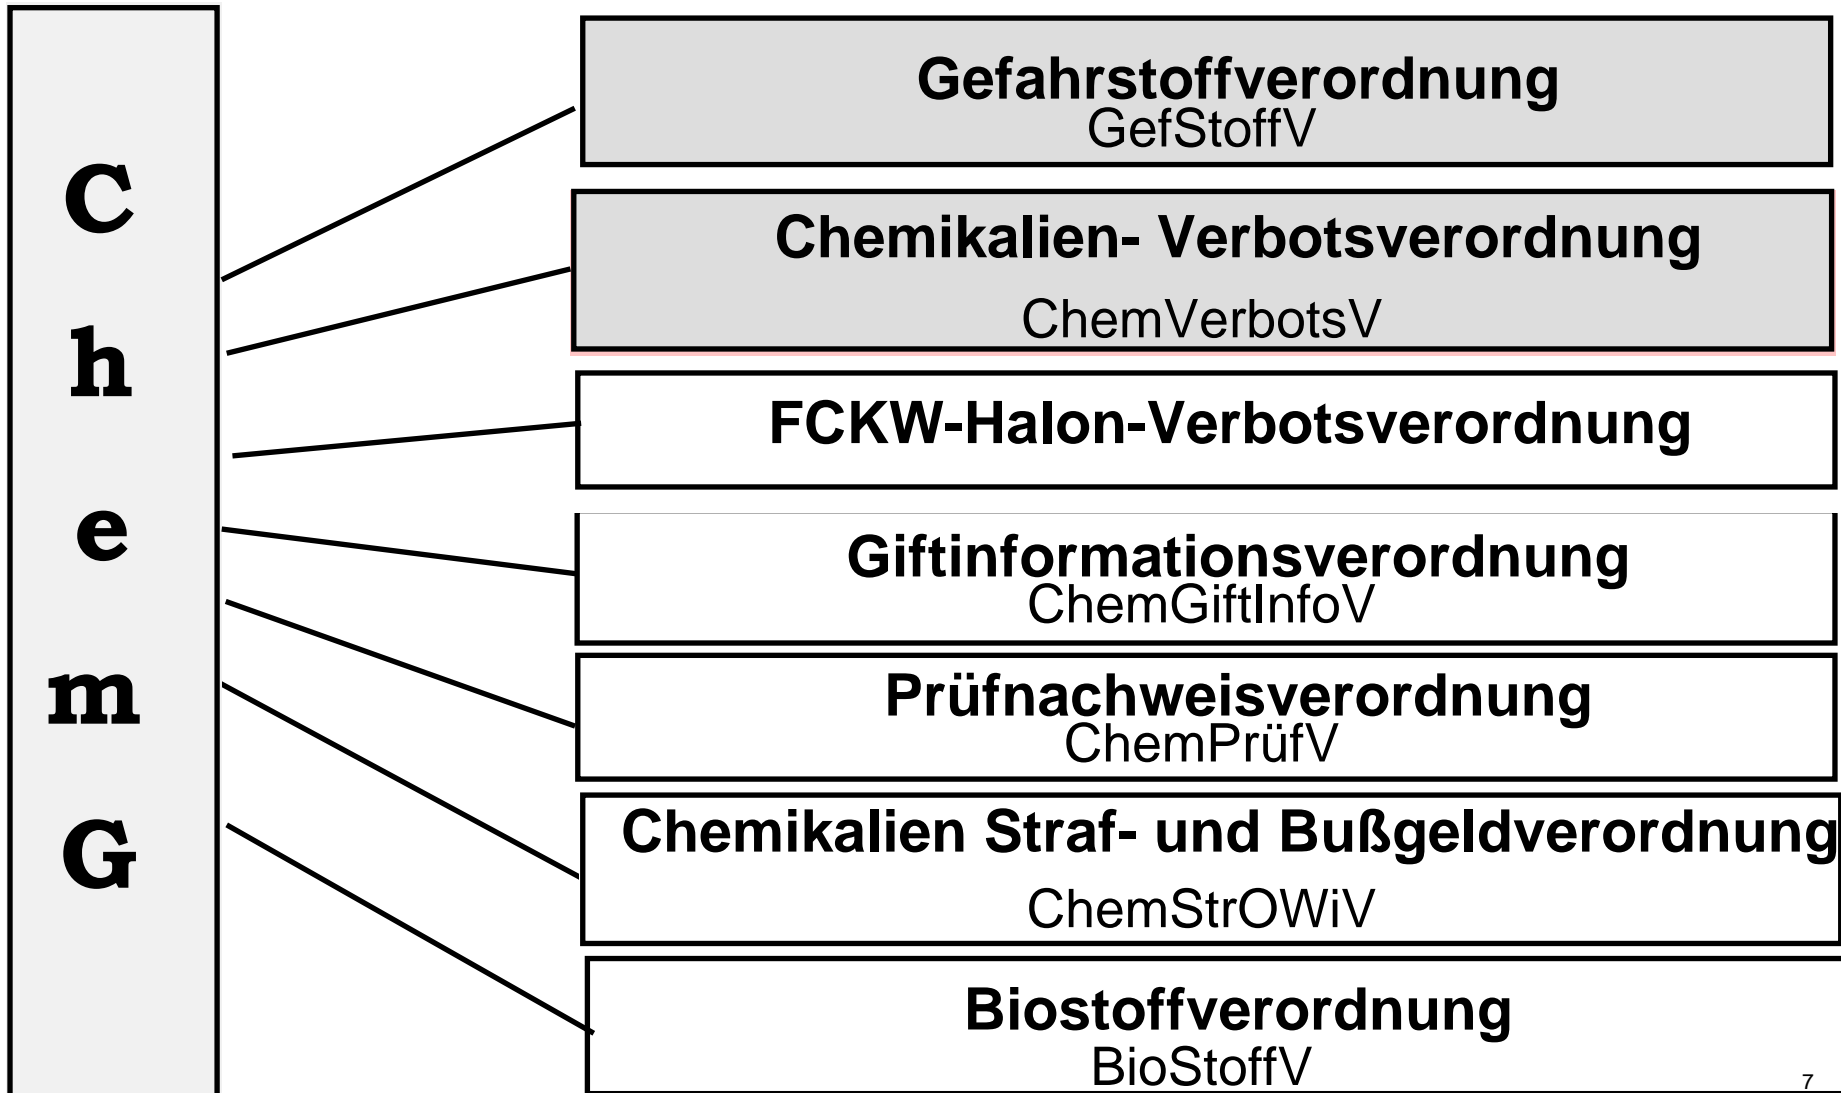 C
h
e
m
G
Gefahrstoffverordnung
GefStoffV
Chemikalien- Verbotsverordnung
ChemVerbotsV
FCKW-Halon-Verbotsverordnung
Giftinformationsverordnung
ChemGiftInfoV
Prüfnachweisverordnung
ChemPrüfV
Chemikalien Straf- und Bußgeldverordnung
ChemStrOWiV
Biostoffverordnung
BioStoffV
7